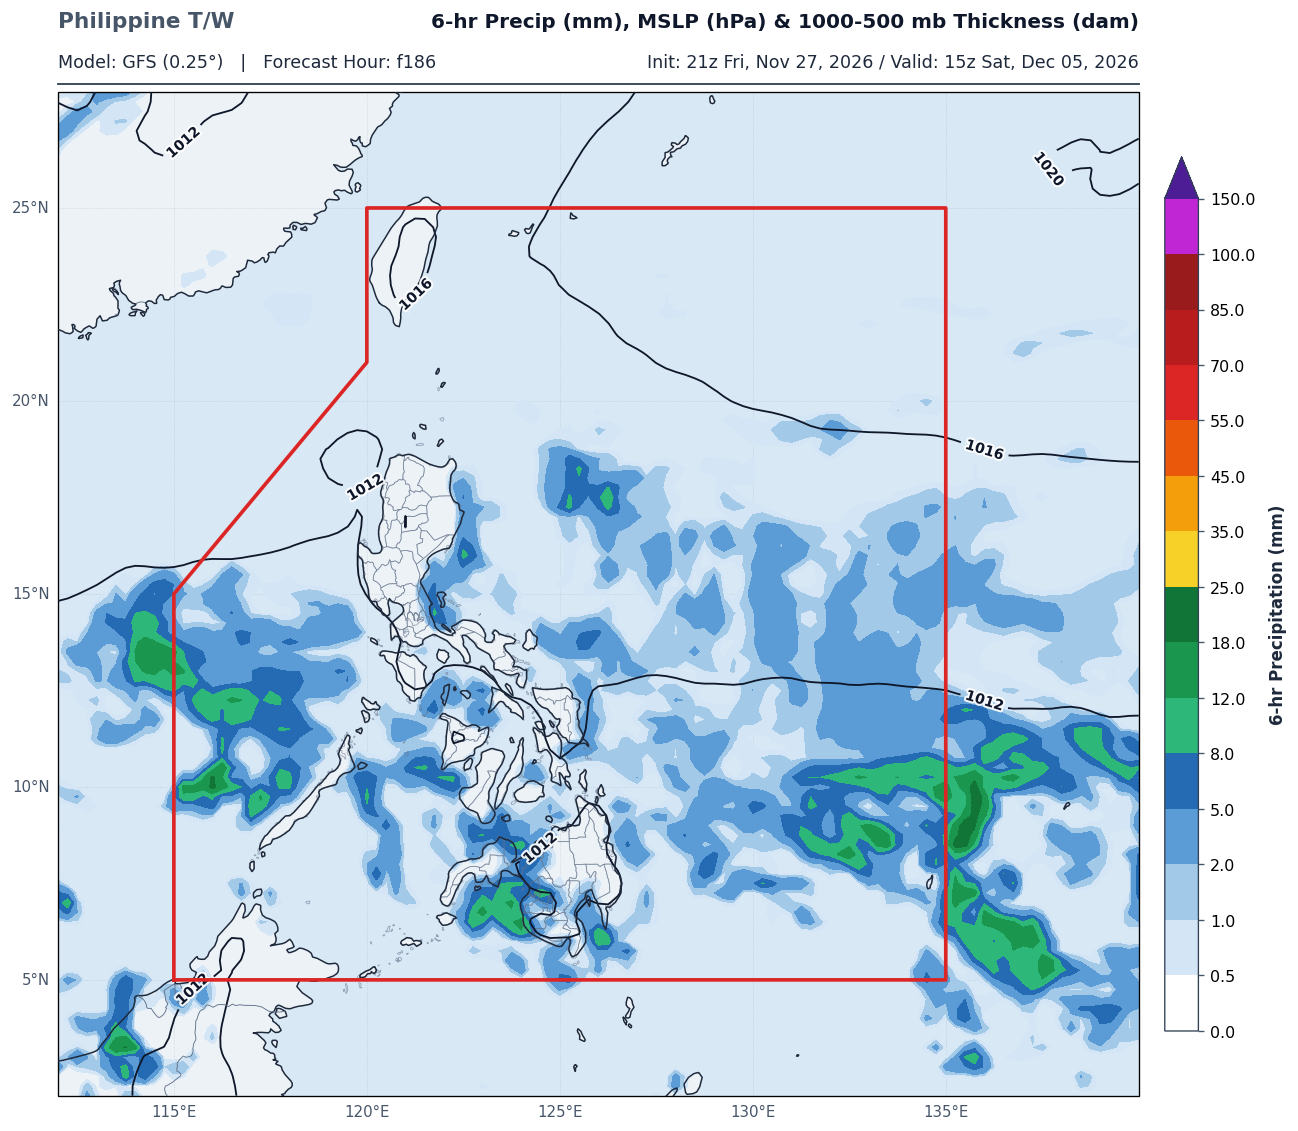 Philippine T/W
6-hr Precip (mm), MSLP (hPa) & 1000-500 mb Thickness (dam)
Model: GFS (0.25°) | Forecast Hour: f186
Init: 21z Fri, Nov 27, 2026 / Valid: 15z Sat, Dec 05, 2026
1012
1020
1016
1016
1012
1012
1012
1012
25°N
20°N
15°N
10°N
5°N
115°E
120°E
125°E
130°E
135°E
150.0
100.0
85.0
70.0
55.0
45.0
35.0
25.0
18.0
12.0
8.0
5.0
2.0
1.0
0.5
0.0
6-hr Precipitation (mm)